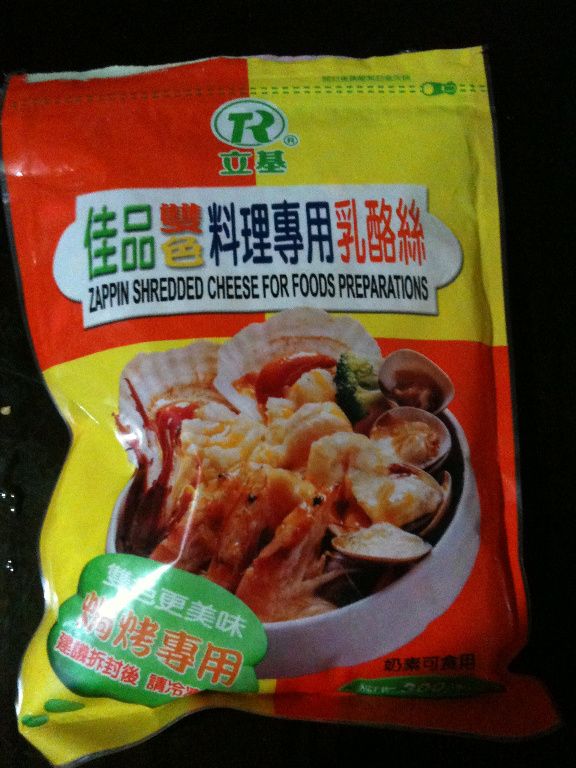 TR ®
立基
佳品雙色料理專用乳酪絲
ZAPPIN SHREDDED CHEESE FOR FOODS PREPARATIONS
雙色更美味
焗烤專用
建議拆封後 請冷
奶素可食用